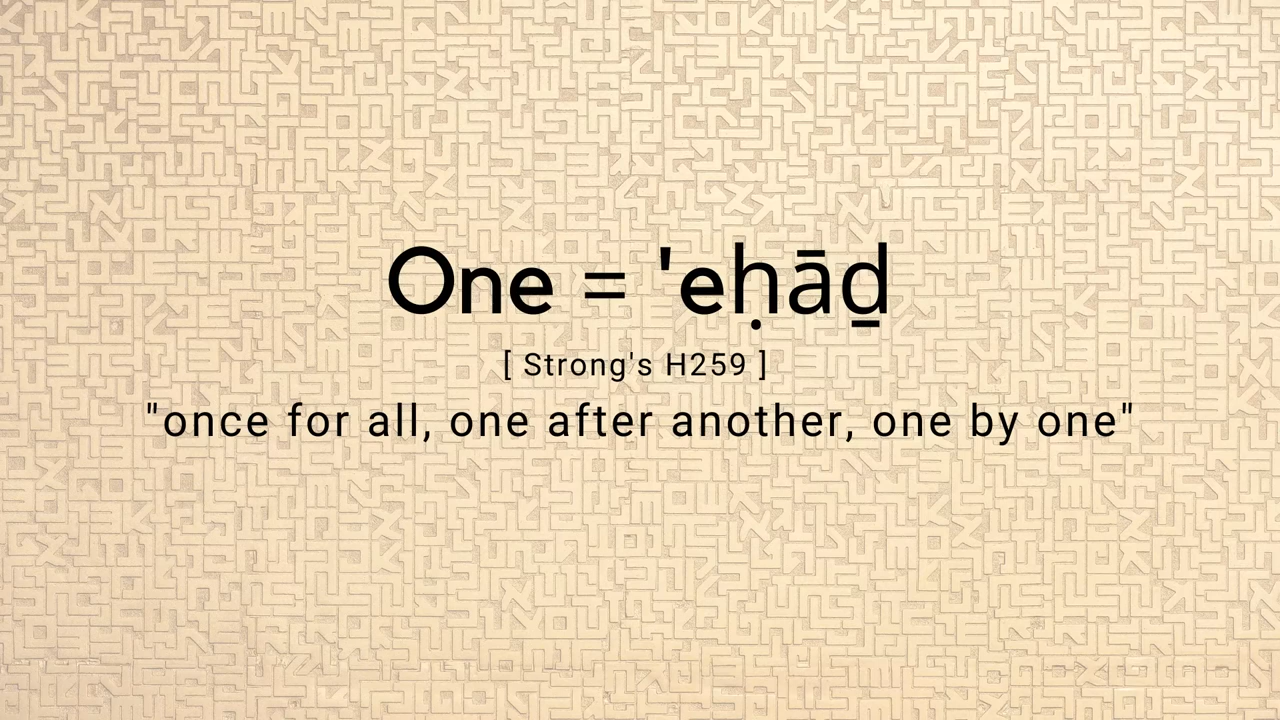 One = 'eḥāḏ
[ Strong's H259 ]
"once for all, one after another, one by one"